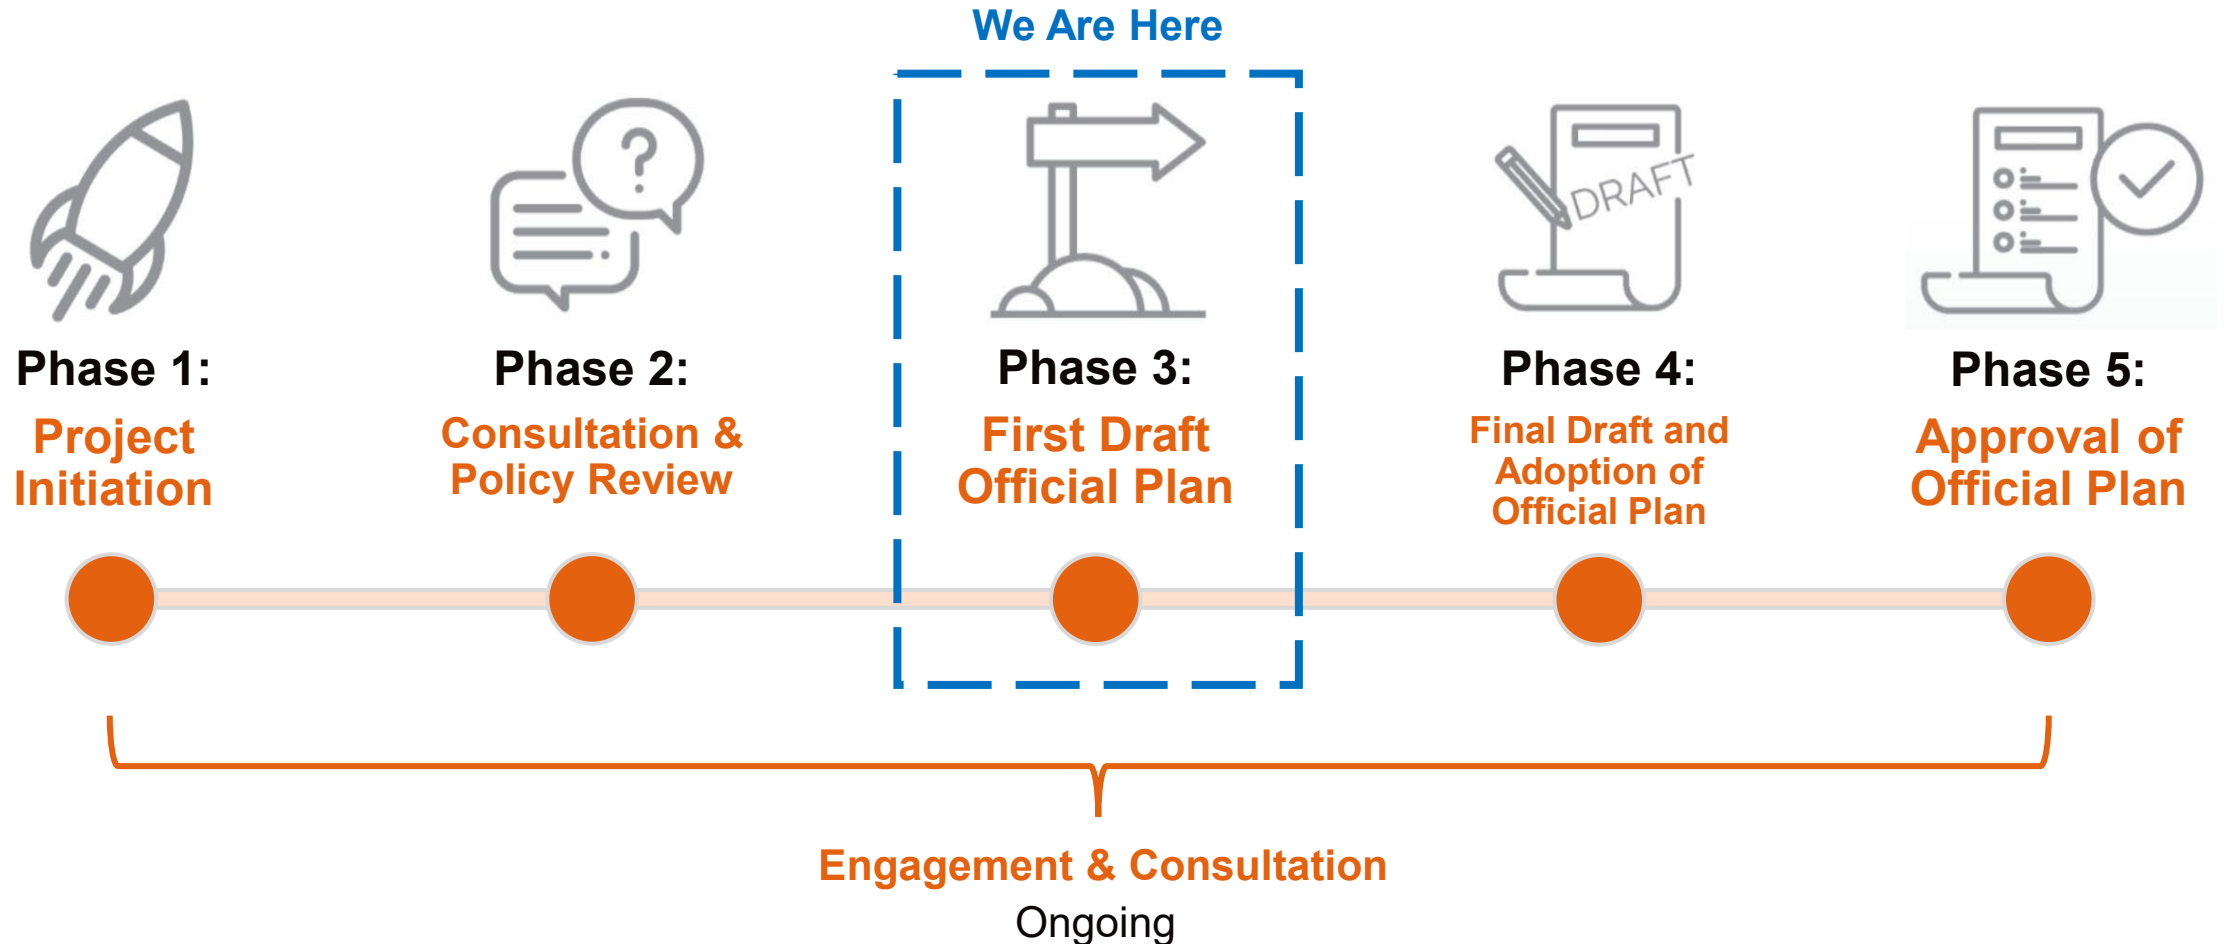 We Are Here
?
DRAFT
Phase 1:
Project
Initiation
Phase 2:
Consultation &
Policy Review
Phase 3:
First Draft
Official Plan
Phase 4:
Final Draft and
Adoption of
Official Plan
Phase 5:
Approval of
Official Plan
Engagement & Consultation
Ongoing